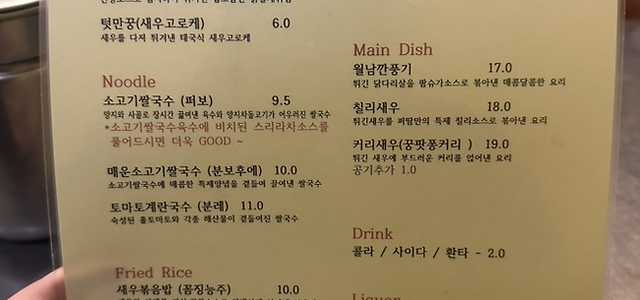 텃만꿍(새우고로케) 6.0
새우를 다져 튀겨낸 태국식 새우고로케
Noodle
소고기쌀국수 (퍼보) 9.5
양지와 사골로 장시간 끓여낸 육수와 양지차돌고기가 어우러진 쌀국수
*소고기쌀국수육수에 비치된 스리라차소스를
풀어드시면 더욱 GOOD ~
매운소고기쌀국수 (분보후에) 10.0
소고기쌀국수에 매콤한 특제양념을 곁들여 끓여낸 쌀국수
토마토계란국수 (분레) 11.0
숙성된 홀토마토와 각종 해산물이 곁들여진 쌀국수
Fried Rice
새우볶음밥 (꼼징능주) 10.0
Main Dish
월남깐풍기 17.0
튀긴 닭다리살을 팜슈가소스로 볶아낸 매콤달콤한 요리
칠리새우 18.0
튀긴새우를 퍼땀만의 특제 칠리소스로 볶아낸 요리
커리새우(꿍팟퐁커리 ) 19.0
튀긴 새우에 부드러운 커리를 얹어낸 요리
공기추가 1.0
Drink
콜라 / 사이다 / 환타 - 2.0
Liquor